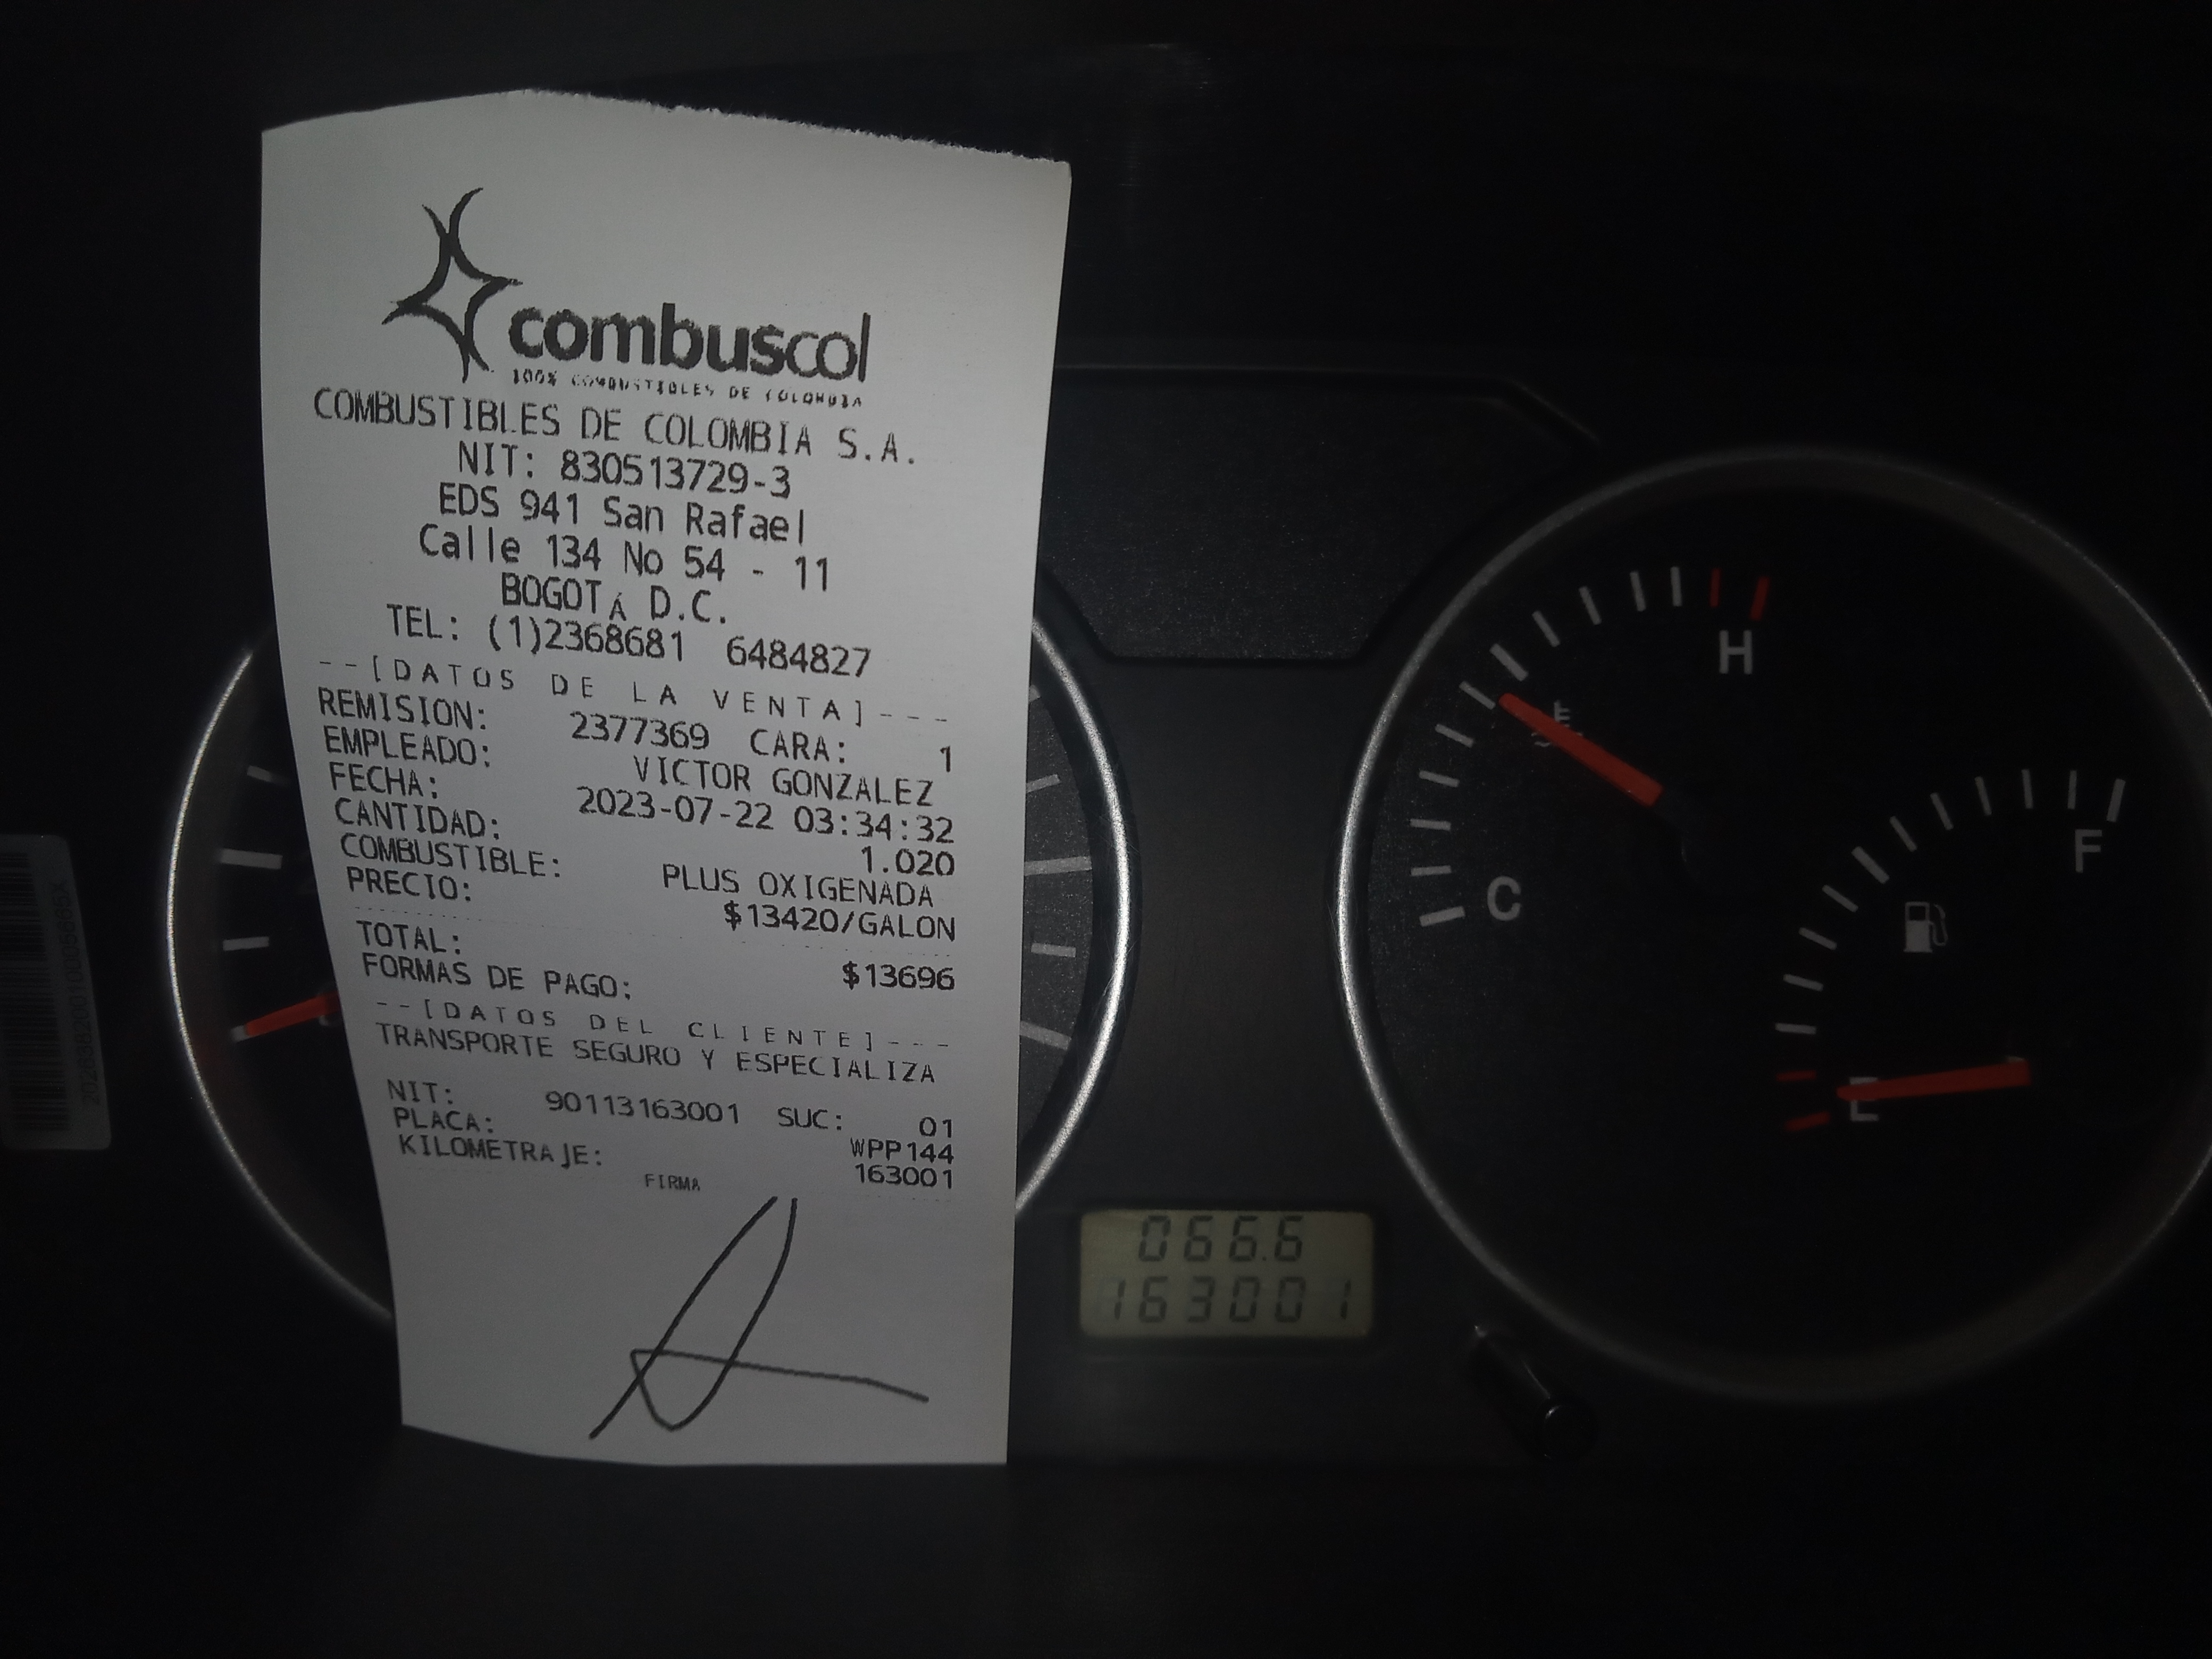 combuscol
100% COMBUSTIBLES DE COLOMBIA
COMBUSTIBLES DE COLOMBIA S.A.
NIT: 830513729-3
EDS 941 San Rafael
Calle 134 No 54 - 11
BOGOTÁ D.C.
TEL: (1)2368681 6484827
--[DATOS DE LA VENTA]---
REMISION: 2377369 CARA: 1
EMPLEADO: VICTOR GONZALEZ
FECHA: 2023-07-22 03:34:32
CANTIDAD: 1.020
COMBUSTIBLE: PLUS OXIGENADA
PRECIO: $13420/GALON
TOTAL: $13696
FORMAS DE PAGO:
--[DATOS DEL CLIENTE]---
TRANSPORTE SEGURO Y ESPECIALIZA
NIT: 90113163001 SUC: 01
PLACA: WPP144
KILOMETRAJE: 163001
FIRMA
H
C
F
E
066.6
163001